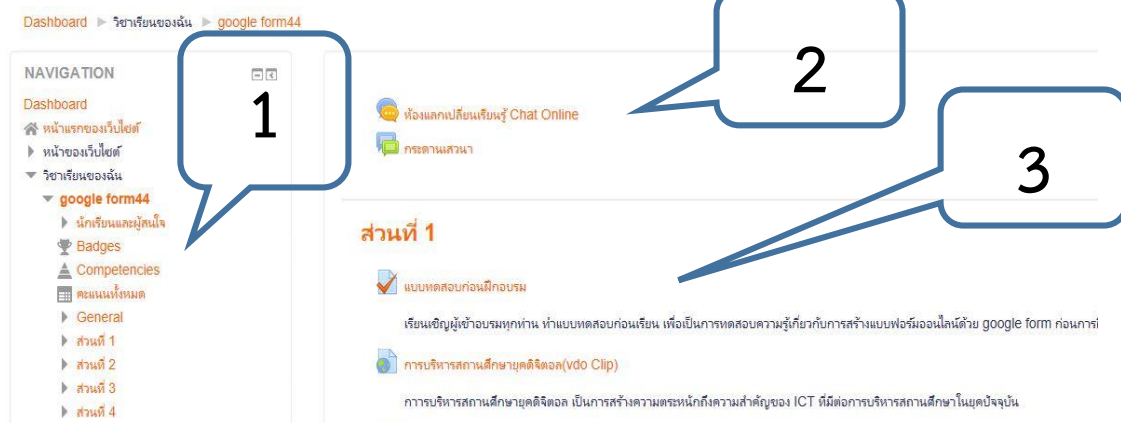 Dashboard ▶ วิชาเรียนของฉัน ▶ google form44
NAVIGATION
Dashboard
หน้าแรกของเว็บไซต์
หน้าของเว็บไซต์
วิชาเรียนของฉัน
google form44
นักเรียนและผู้สนใจ
Badges
Competencies
คะแนนทั้งหมด
General
ส่วนที่ 1
ส่วนที่ 2
ส่วนที่ 3
ส่วนที่ 4
1
2
3
ห้องแลกเปลี่ยนเรียนรู้ Chat Online
กระดานเสวนา
ส่วนที่ 1
แบบทดสอบก่อนฝึกอบรม
เรียนเชิญผู้เข้าอบรมทุกท่าน ทำแบบทดสอบก่อนเรียน เพื่อเป็นการทดสอบความรู้เกี่ยวกับการสร้างแบบฟอร์มออนไลน์ด้วย google form
การบริหารสถานศึกษายุคดิจิตอล(vdo Clip)
กาารบริหารสถานศึกษายุคดิจิตอล เป็นการสร้างความตระหนักถึงความสำคัญของ ICT ที่มีต่อการบริหารสถานศึกษาในยุคปัจจุบัน